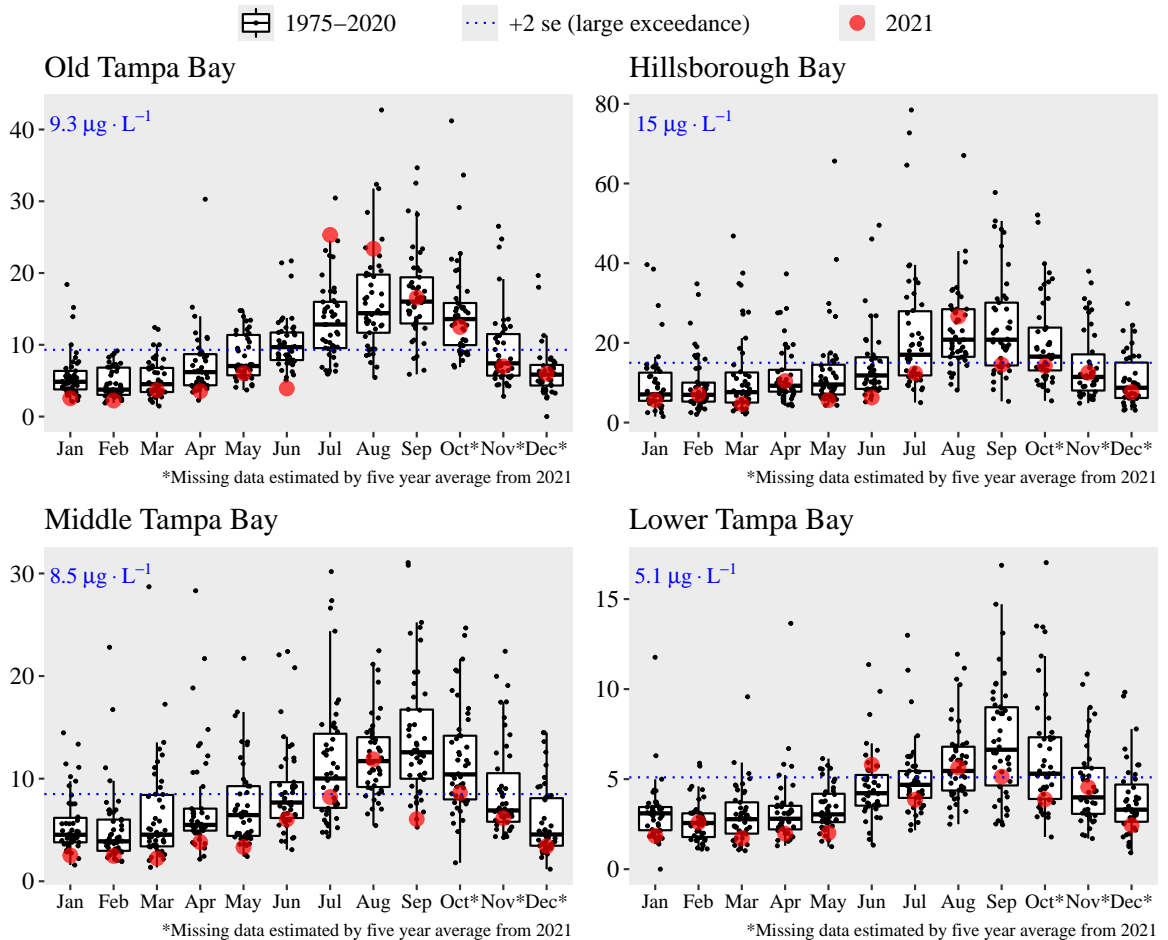 1975–2020 +2 se (large exceedance) 2021
Old Tampa Bay
9.3 μg · L⁻¹
40
30
20
10
0
Jan Feb Mar Apr May Jun Jul Aug Sep Oct* Nov* Dec*
*Missing data estimated by five year average from 2021
Hillsborough Bay
15 μg · L⁻¹
80
60
40
20
0
Jan Feb Mar Apr May Jun Jul Aug Sep Oct* Nov* Dec*
*Missing data estimated by five year average from 2021
Middle Tampa Bay
8.5 μg · L⁻¹
30
20
10
0
Jan Feb Mar Apr May Jun Jul Aug Sep Oct* Nov* Dec*
*Missing data estimated by five year average from 2021
Lower Tampa Bay
5.1 μg · L⁻¹
15
10
5
0
Jan Feb Mar Apr May Jun Jul Aug Sep Oct* Nov* Dec*
*Missing data estimated by five year average from 2021